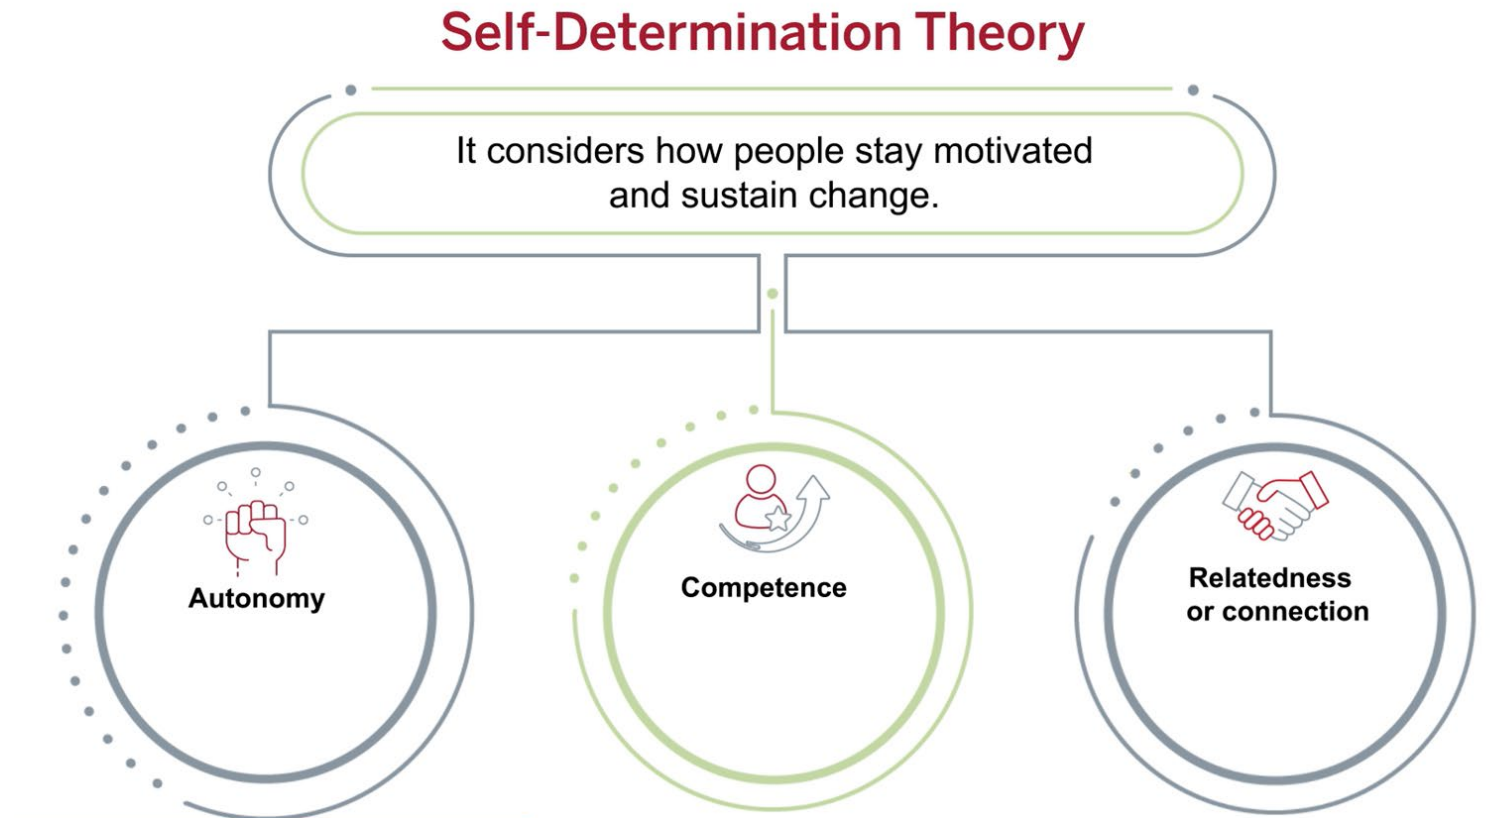 Self-Determination Theory
It considers how people stay motivated
and sustain change.
Autonomy
Competence
Relatedness
or connection